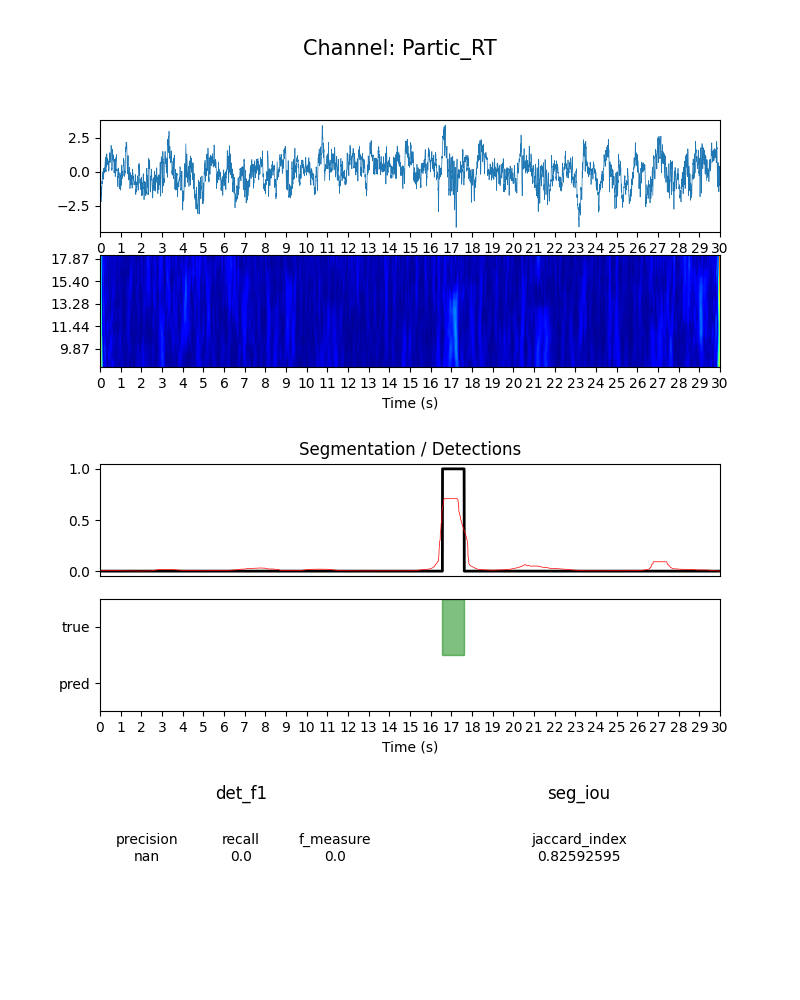 Channel: Partic_RT
2.5
0.0
−2.5
0 1 2 3 4 5 6 7 8 9 10 11 12 13 14 15 16 17 18 19 20 21 22 23 24 25 26 27 28 29 30
17.87
15.40
13.28
11.44
9.87
0 1 2 3 4 5 6 7 8 9 10 11 12 13 14 15 16 17 18 19 20 21 22 23 24 25 26 27 28 29 30
Time (s)
Segmentation / Detections
1.0
0.5
0.0
true
pred
0 1 2 3 4 5 6 7 8 9 10 11 12 13 14 15 16 17 18 19 20 21 22 23 24 25 26 27 28 29 30
Time (s)
det_f1 seg_iou
precision recall f_measure jaccard_index
nan 0.0 0.0 0.82592595